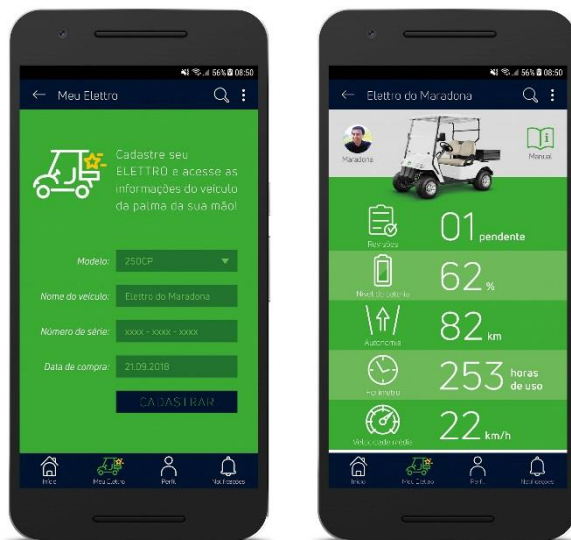 56% 08:50
Meu Elettro
Cadastre seu
ELETTRO e acesse as
informações do veículo
da palma da sua mão!
Modelo: 250CP
Nome do veículo: Elettro do Maradona
Número de série: xxxx - xxxx - xxxx
Data de compra: 21.09.2018
CADASTRAR
Início Meu Elettro Perfil Notificações
56% 08:50
Elettro do Maradona
Maradona
Manual
Revisões 01 pendente
Nível de bateria 62 %
Autonomia 82 km
Horímetro 253 horas
de uso
Velocidade média 22 km/h
Início Meu Elettro Perfil Notificações